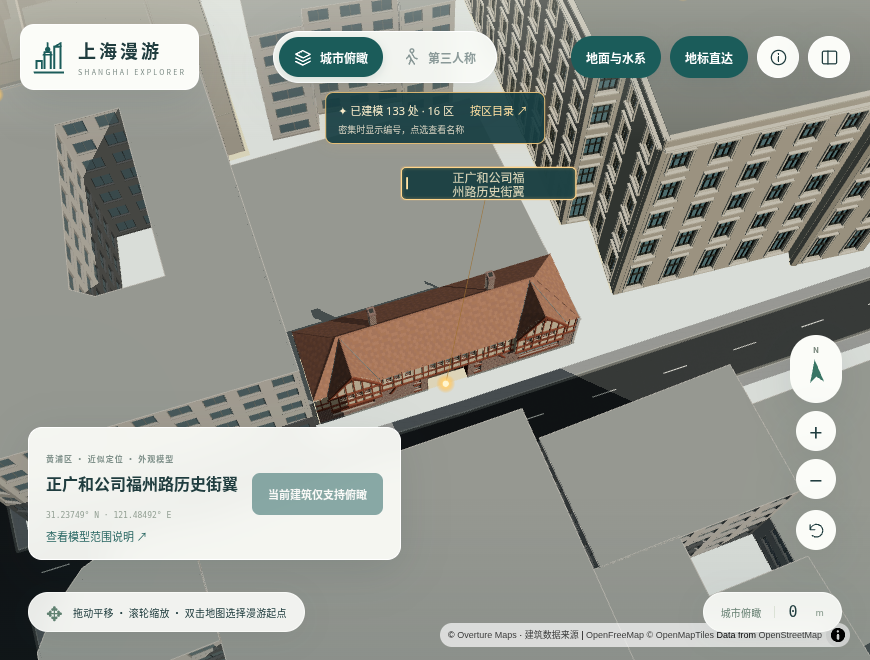 上海漫游
SHANGHAI EXPLORER
城市俯瞰
第三人称
地面与水系
地标直达
✦ 已建模 133 处 · 16 区 按区目录 ↗
密集时显示编号，点选查看名称
正广和公司福
州路历史街翼
N
黄浦区 · 近似定位 · 外观模型
正广和公司福州路历史街翼
当前建筑仅支持俯瞰
31.23749° N · 121.48492° E
查看模型范围说明 ↗
拖动平移 · 滚轮缩放 · 双击地图选择漫游起点
城市俯瞰 0 m
© Overture Maps · 建筑数据来源 | OpenFreeMap © OpenMapTiles Data from OpenStreetMap